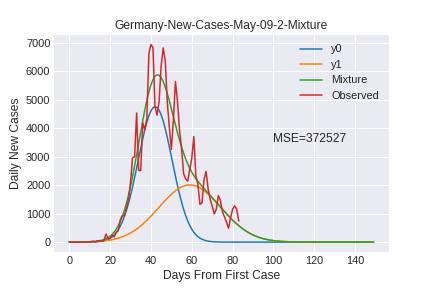 Germany-New-Cases-May-09-2-Mixture
y0
y1
Mixture
Observed
MSE=372527
Daily New Cases
7000
6000
5000
4000
3000
2000
1000
0
0 20 40 60 80 100 120 140
Days From First Case